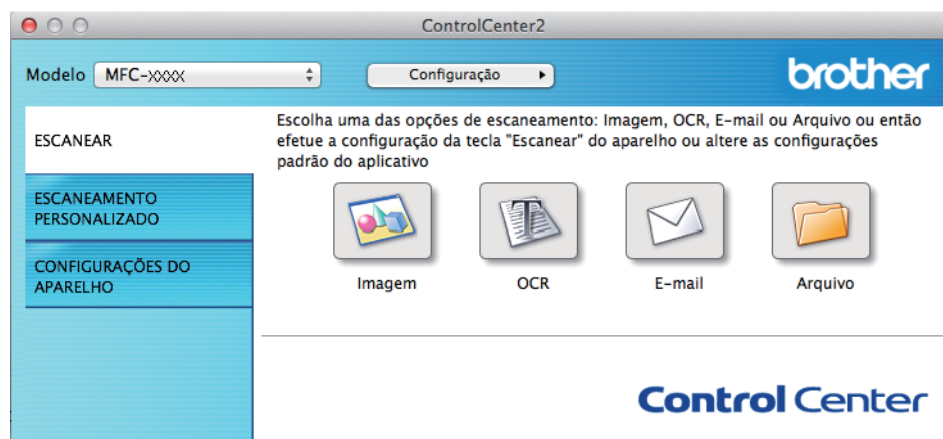 ControlCenter2
Modelo MFC-XXXX Configuração
brother
ESCANEAR
ESCANEAMENTO
PERSONALIZADO
CONFIGURAÇÕES DO
APARELHO
Escolha uma das opções de escaneamento: Imagem, OCR, E-mail ou Arquivo ou então
efetue a configuração da tecla "Escanear" do aparelho ou altere as configurações
padrão do aplicativo
Imagem OCR E-mail Arquivo
Control Center